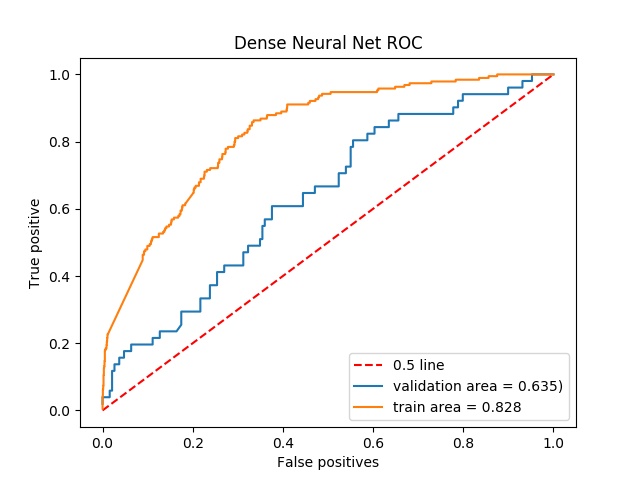 Dense Neural Net ROC
1.0
0.8
0.6
0.4
0.2
0.0
True positive
0.5 line
validation area = 0.635)
train area = 0.828
0.0 0.2 0.4 0.6 0.8 1.0
False positives